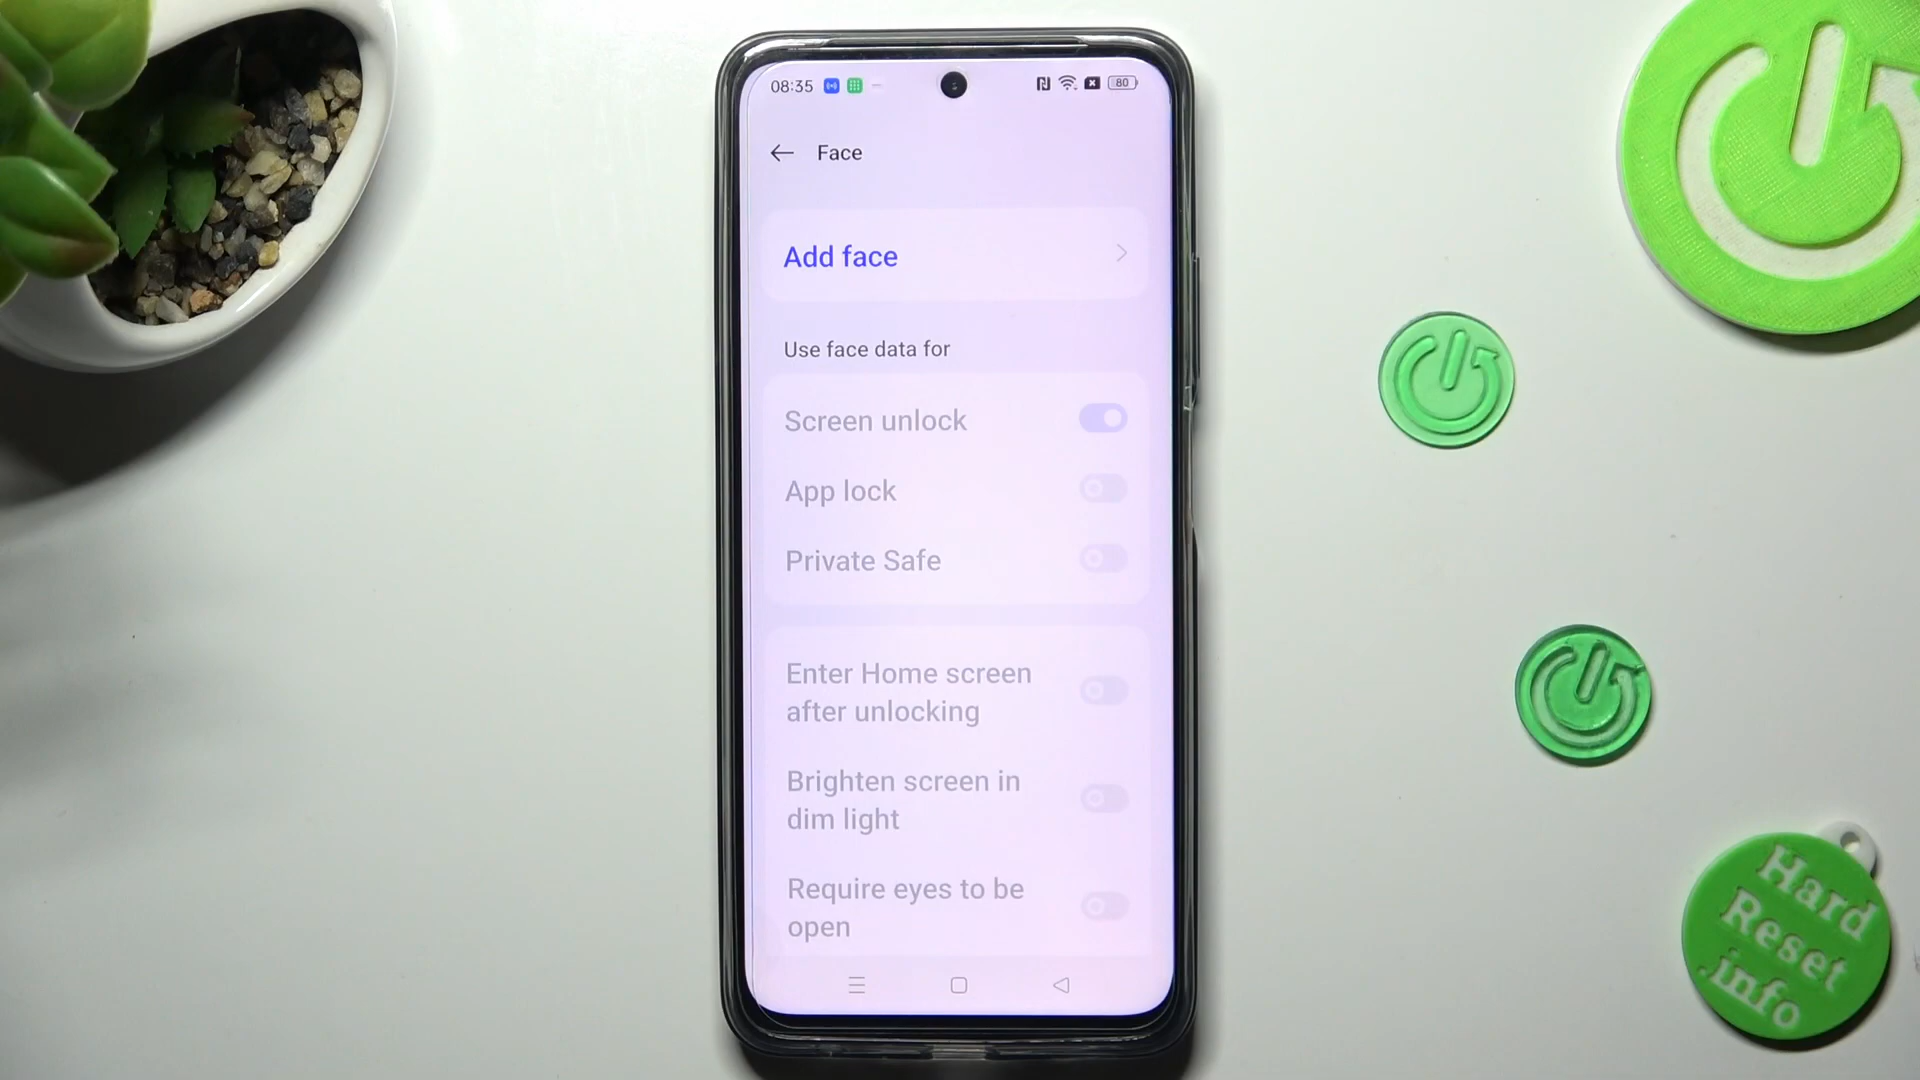 08:35
80
Face
Add face
Use face data for
Screen unlock
App lock
Private Safe
Enter Home screen
after unlocking
Brighten screen in
dim light
Require eyes to be
open
Hard
Reset
.info